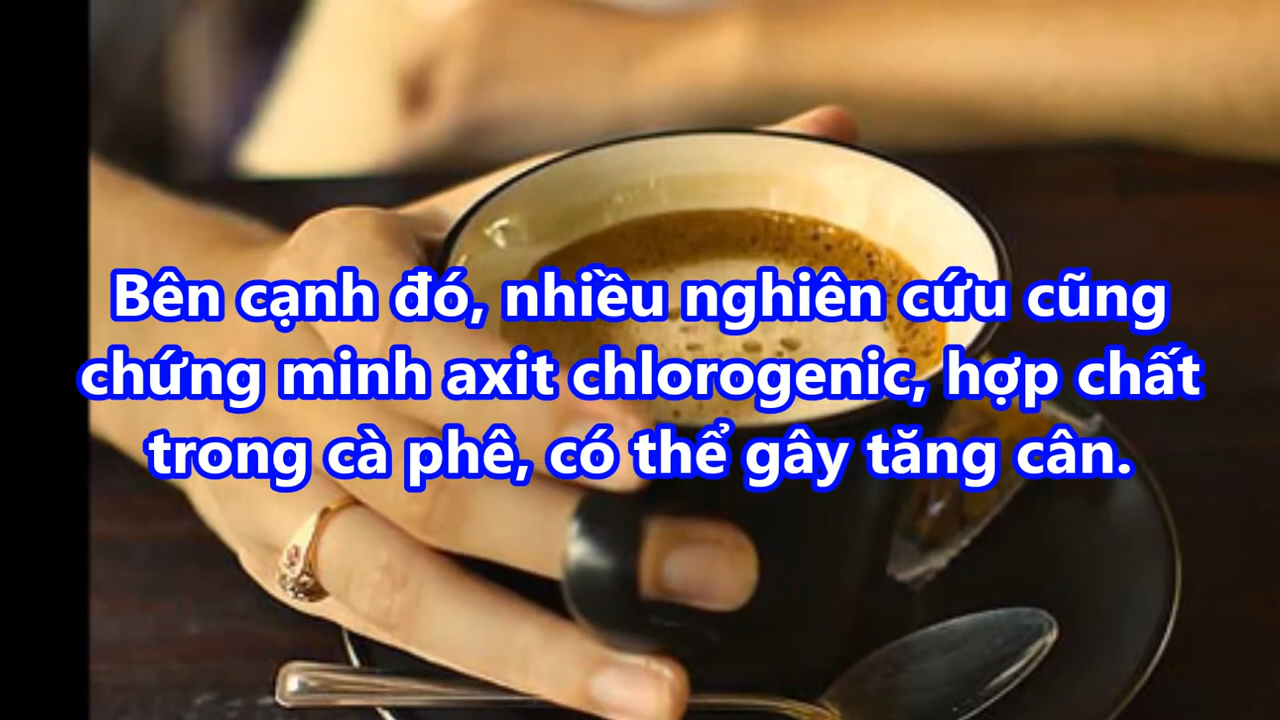 Bên cạnh đó, nhiều nghiên cứu cũng
chứng minh axit chlorogenic, hợp chất
trong cà phê, có thể gây tăng cân.